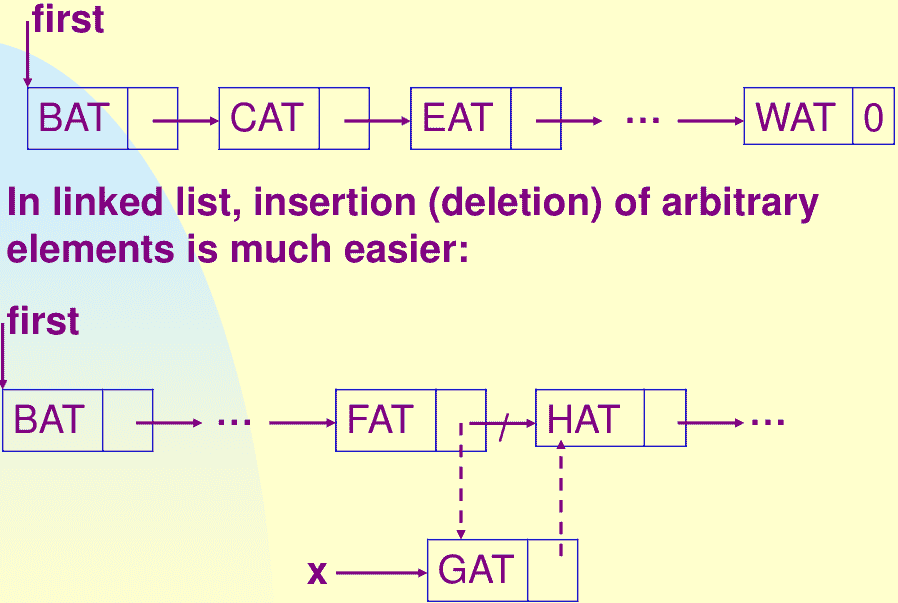 first
BAT CAT EAT ... WAT 0
In linked list, insertion (deletion) of arbitrary
elements is much easier:
first
BAT ... FAT HAT ...
x GAT